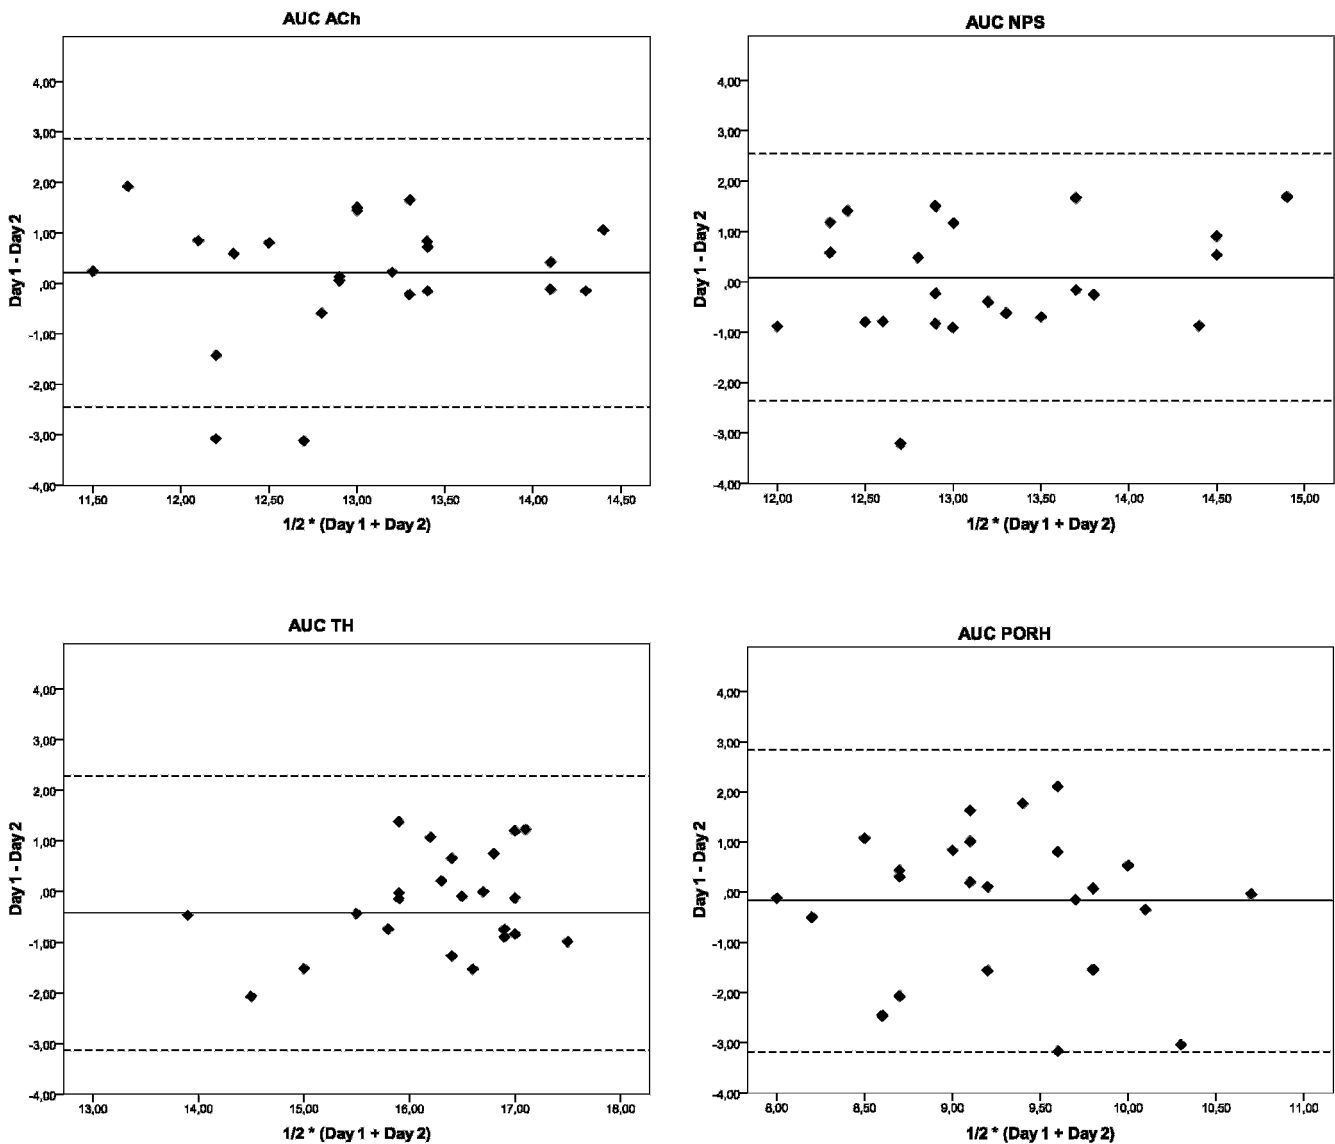 AUC ACh
4,00
3,00
2,00
1,00
,00
-1,00
-2,00
-3,00
-4,00
Day 1 - Day 2
11,50 12,00 12,50 13,00 13,50 14,00 14,50
1/2 * (Day 1 + Day 2)
AUC NPS
4,00
3,00
2,00
1,00
,00
-1,00
-2,00
-3,00
-4,00
Day 1 - Day 2
12,00 12,50 13,00 13,50 14,00 14,50 15,00
1/2 * (Day 1 + Day 2)
AUC TH
4,00
3,00
2,00
1,00
,00
-1,00
-2,00
-3,00
-4,00
Day 1 - Day 2
13,00 14,00 15,00 16,00 17,00 18,00
1/2 * (Day 1 + Day 2)
AUC PORH
4,00
3,00
2,00
1,00
,00
-1,00
-2,00
-3,00
-4,00
Day 1 - Day 2
8,00 8,50 9,00 9,50 10,00 10,50 11,00
1/2 * (Day 1 + Day 2)